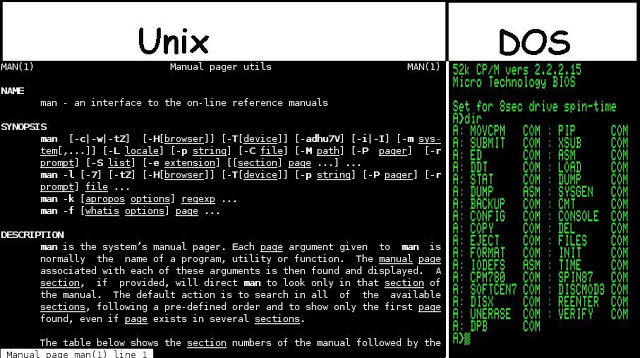 Unix
MAN(1) Manual pager utils MAN(1)
NAME
man - an interface to the on-line reference manuals
SYNOPSIS
man [-c|-w|-tZ] [-H[browser]] [-T[device]] [-adhu7V] [-i|-I] [-m sys-
tem[,...]] [-L locale] [-p string] [-C file] [-M path] [-P pager] [-r
prompt] [-S list] [-e extension] [[section] page ...] ...
man -l [-7] [-tZ] [-H[browser]] [-T[device]] [-p string] [-P pager] [-r
prompt] file ...
man -k [apropos options] regexp ...
man -f [whatis options] page ...
DESCRIPTION
man is the system's manual pager. Each page argument given to man is
normally the name of a program, utility or function. The manual page
associated with each of these arguments is then found and displayed. A
section, if provided, will direct man to look only in that section of
the manual. The default action is to search in all of the available
sections, following a pre-defined order and to show only the first page
found, even if page exists in several sections.
The table below shows the section numbers of the manual followed by the
Manual page man(1) line 1
DOS
52k CP/M vers 2.2.2.15
Micro Technology BIOS
Set for 8sec drive spin-time
A>dir
A: MOVCPM COM : PIP COM
A: SUBMIT COM : XSUB COM
A: ED COM : ASM COM
A: DDT COM : LOAD COM
A: STAT COM : DUMP COM
A: DUMP ASM : SYSGEN COM
A: BACKUP COM : CMT COM
A: CONFIG COM : CONSOLE COM
A: COPY COM : DEL COM
A: EJECT COM : FILES COM
A: FORMAT COM : INIT COM
A: IODEFS ASM : TIME COM
A: CPM780 COM : SPIN87 COM
A: SOFTCEN7 COM : DISCMOD3 COM
A: DISX COM : REENTER COM
A: UNERASE COM : VERIFY COM
A: DPB COM
A>